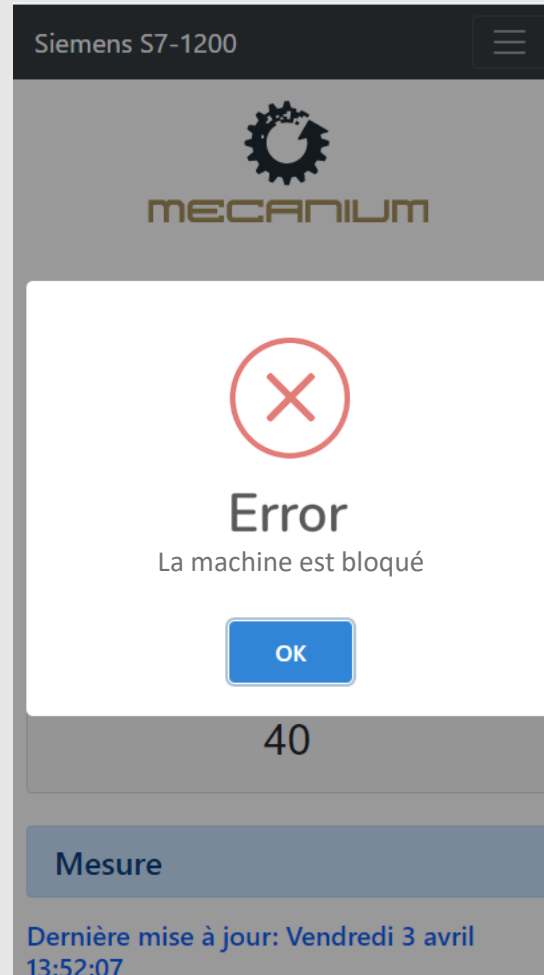 Siemens S7-1200
MECANIUM
Error
La machine est bloqué
OK
40
Mesure
Dernière mise à jour: Vendredi 3 avril
13:52:07